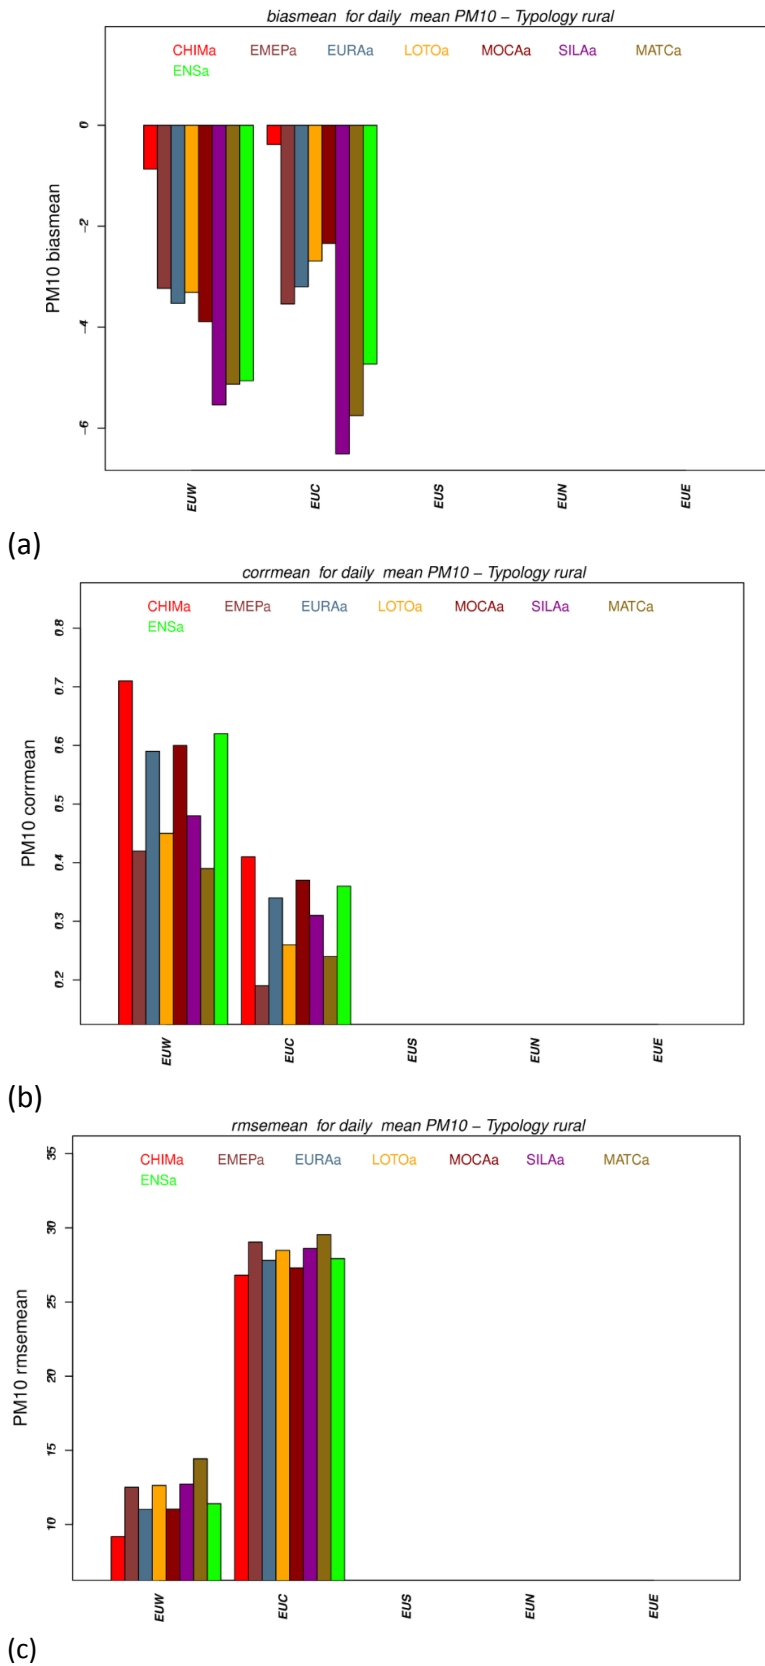 biasmean for daily mean PM10 – Typology rural
CHIMa EMEPa EURAa LOTOa MOCAa SILAa MATCa
ENSa
PM10 biasmean
0
-2
-4
-6
EUW EUC EUS EUN EUE
(a)
corrmean for daily mean PM10 – Typology rural
CHIMa EMEPa EURAa LOTOa MOCAa SILAa MATCa
ENSa
PM10 corrmean
0.8
0.7
0.6
0.5
0.4
0.3
0.2
EUW EUC EUS EUN EUE
(b)
rmsemean for daily mean PM10 – Typology rural
CHIMa EMEPa EURAa LOTOa MOCAa SILAa MATCa
ENSa
PM10 rmsemean
35
30
25
20
15
10
EUW EUC EUS EUN EUE
(c)